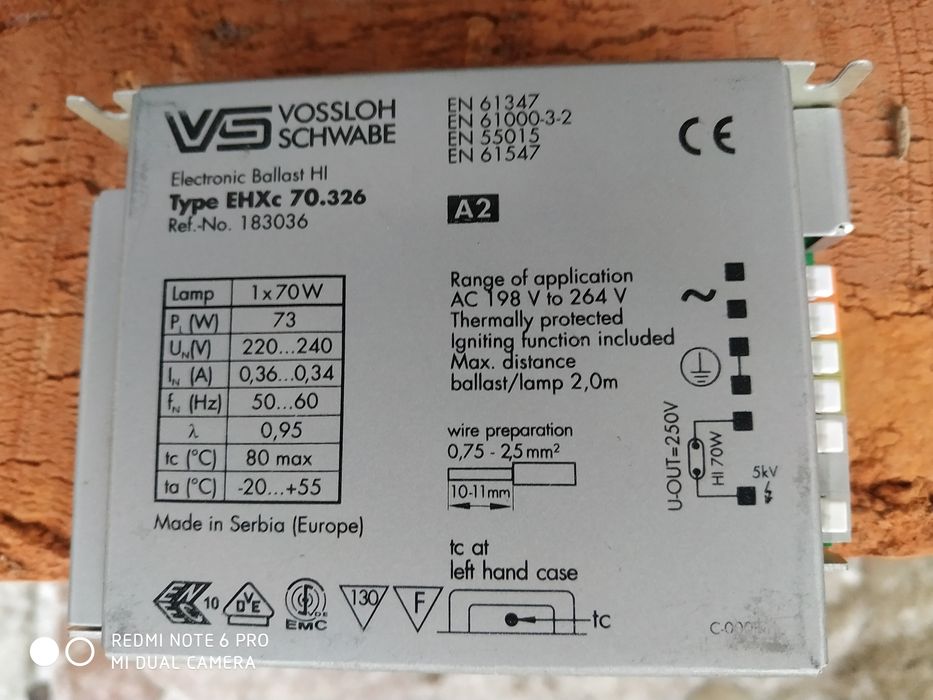 VS VOSSLOH
SCHWABE
Electronic Ballast HI
Type EHXc 70.326
Ref.-No. 183036
EN 61347
EN 61000-3-2
EN 55015
EN 61547
CE
A2
Lamp 1x70W
PL (W) 73
UN(V) 220...240
IN (A) 0,36...0,34
fN (Hz) 50...60
λ 0,95
tc (°C) 80 max
ta (°C) -20...+55
Made in Serbia (Europe)
Range of application
AC 198 V to 264 V
Thermally protected
Igniting function included
Max. distance
ballast/lamp 2,0m
~
wire preparation
0,75 - 2,5mm²
10-11mm
U-OUT=250V
HI 70W
5kV
tc at
left hand case
tc
10
VDE
VDE
EMC
130
F
REDMI NOTE 6 PRO
MI DUAL CAMERA